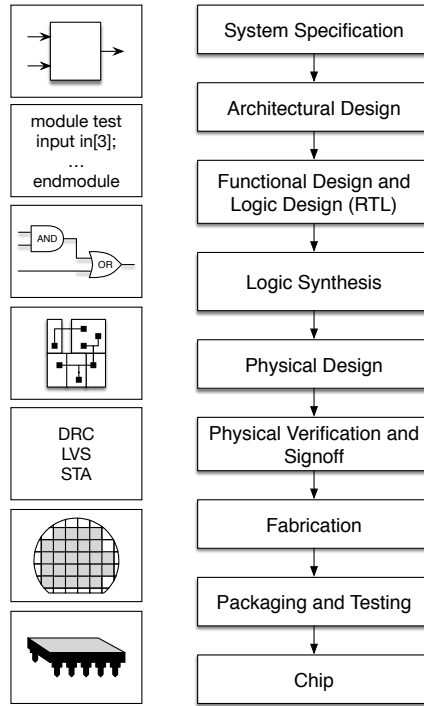 module test
input in[3];
...
endmodule
AND
OR
DRC
LVS
STA
System Specification
Architectural Design
Functional Design and
Logic Design (RTL)
Logic Synthesis
Physical Design
Physical Verification and
Signoff
Fabrication
Packaging and Testing
Chip